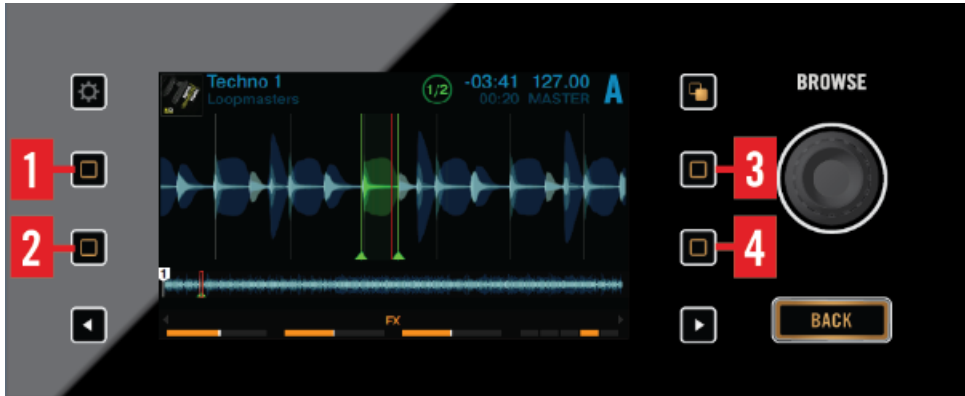 BROWSE
Techno 1
Loopmasters
1/2
-03:41 127.00
00:20 MASTER
A
1
3
2
4
1
FX
BACK